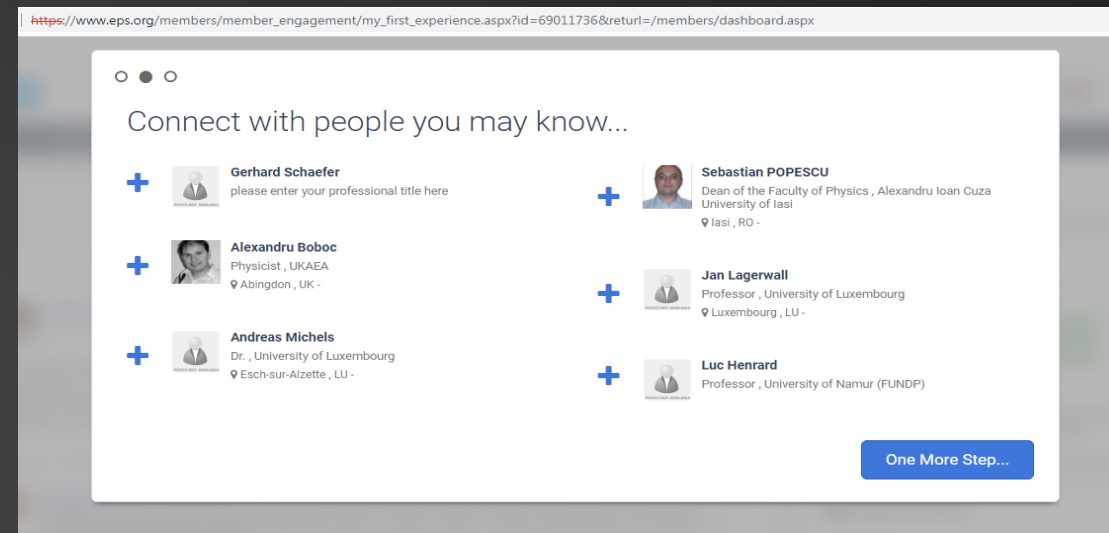 https://www.eps.org/members/member_engagement/my_first_experience.aspx?id=69011736&returl=/members/dashboard.aspx
Connect with people you may know...
Gerhard Schaefer
please enter your professional title here
Alexandru Boboc
Physicist , UKAEA
Abingdon , UK -
Andreas Michels
Dr. , University of Luxembourg
Esch-sur-Alzette , LU -
Sebastian POPESCU
Dean of the Faculty of Physics , Alexandru Ioan Cuza
University of Iasi
Iasi , RO -
Jan Lagerwall
Professor , University of Luxembourg
Luxembourg , LU -
Luc Henrard
Professor , University of Namur (FUNDP)
One More Step...